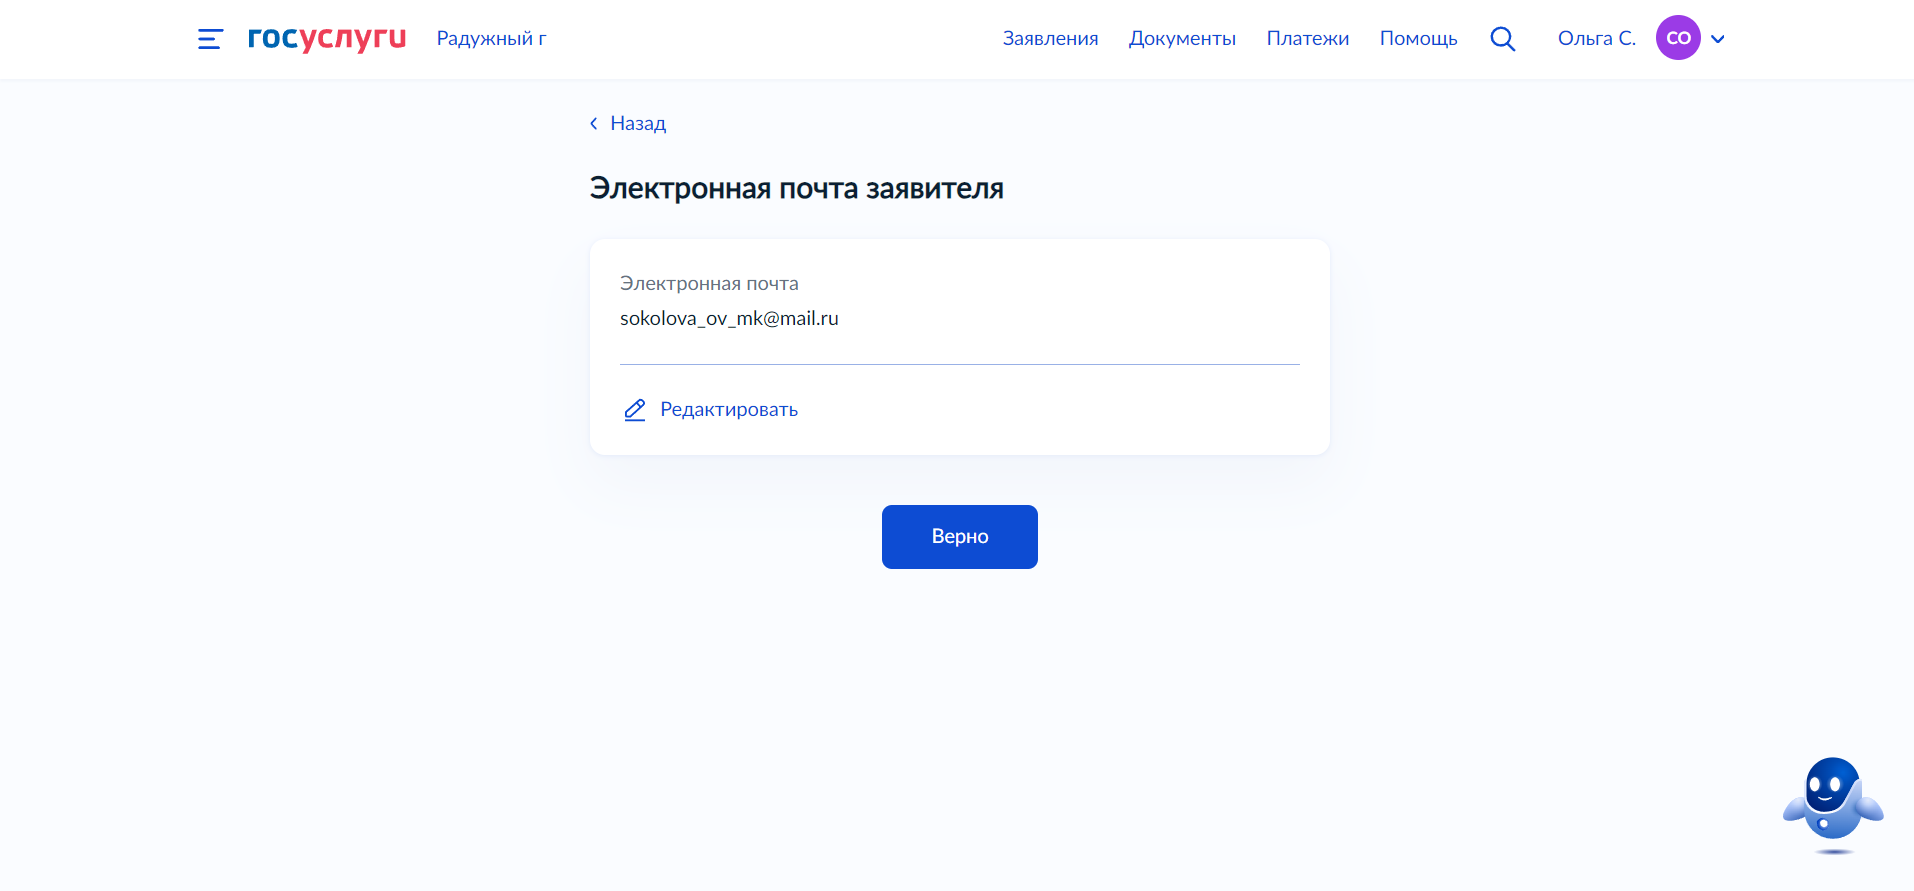 госуслуги Радужный г Заявления Документы Платежи Помощь Ольга С. СО
Назад
Электронная почта заявителя
Электронная почта
sokolova_ov_mk@mail.ru
Редактировать
Верно